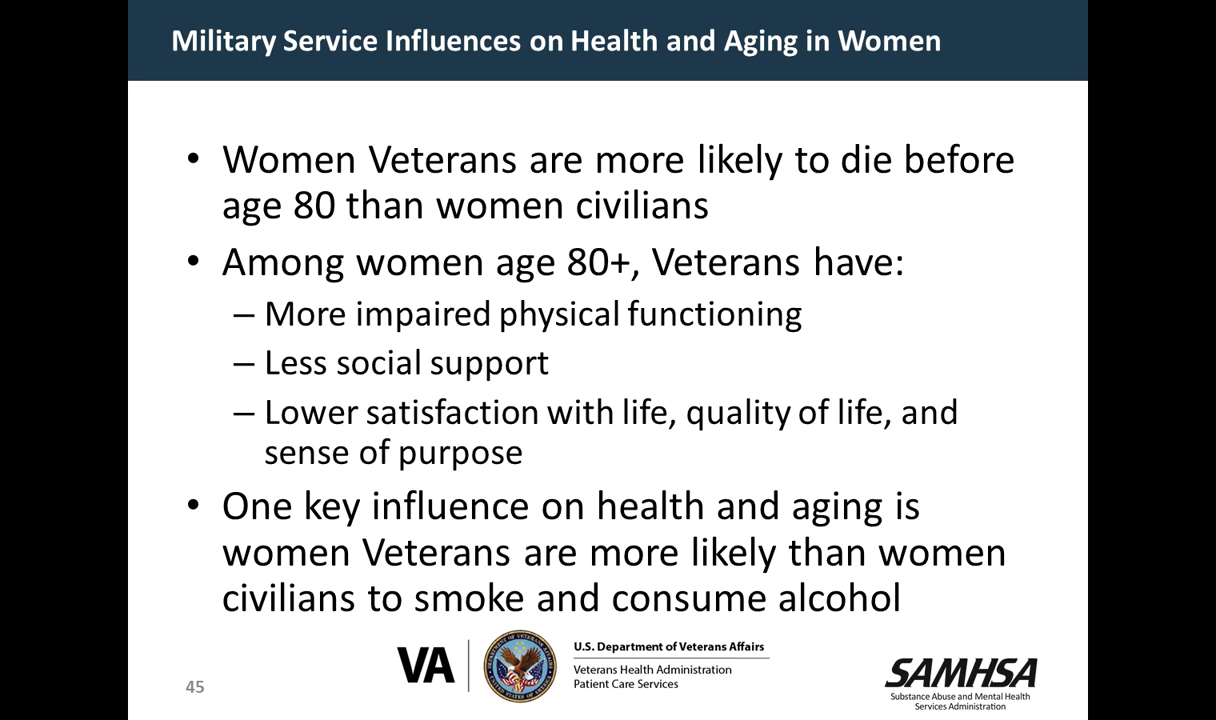 Military Service Influences on Health and Aging in Women
• Women Veterans are more likely to die before
age 80 than women civilians
• Among women age 80+, Veterans have:
– More impaired physical functioning
– Less social support
– Lower satisfaction with life, quality of life, and
sense of purpose
• One key influence on health and aging is
women Veterans are more likely than women
civilians to smoke and consume alcohol
VA
U.S. Department of Veterans Affairs
Veterans Health Administration
Patient Care Services
SAMHSA
Substance Abuse and Mental Health
Services Administration
45